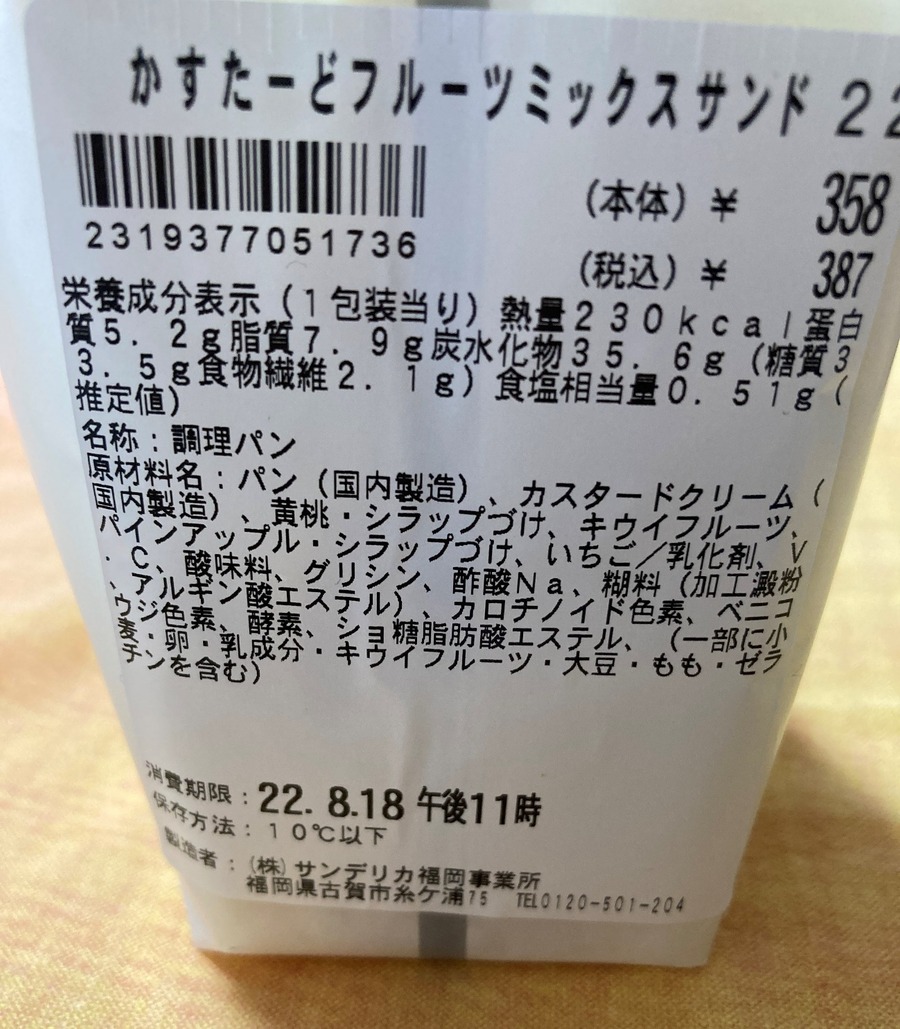 かすたーどフルーツミックスサンド 22
2319377051736
(本体) ¥ 358
(税込) ¥ 387
栄養成分表示(1包装当り)熱量230kcal蛋白
質5.2g脂質7.9g炭水化物35.6g(糖質3
3.5g食物繊維2.1g)食塩相当量0.51g(
推定値)
名称:調理パン
原材料名:パン(国内製造)、カスタードクリーム(
国内製造)、黄桃・シラップづけ、キウイフルーツ、
パインアップル・シラップづけ、いちご/乳化剤、V
.C、酸味料、グリシン、酢酸Na、糊料(加工澱粉
、アルギン酸エステル)、カロチノイド色素、ベニコ
ウジ色素、酵素、ショ糖脂肪酸エステル、(一部に小
麦・卵・乳成分・キウイフルーツ・大豆・もも・ゼラ
チンを含む)
消費期限:22. 8.18 午後11時
保存方法:10℃以下
製造者:(株)サンデリカ福岡事業所
福岡県古賀市糸ケ浦75 TEL0120-501-204